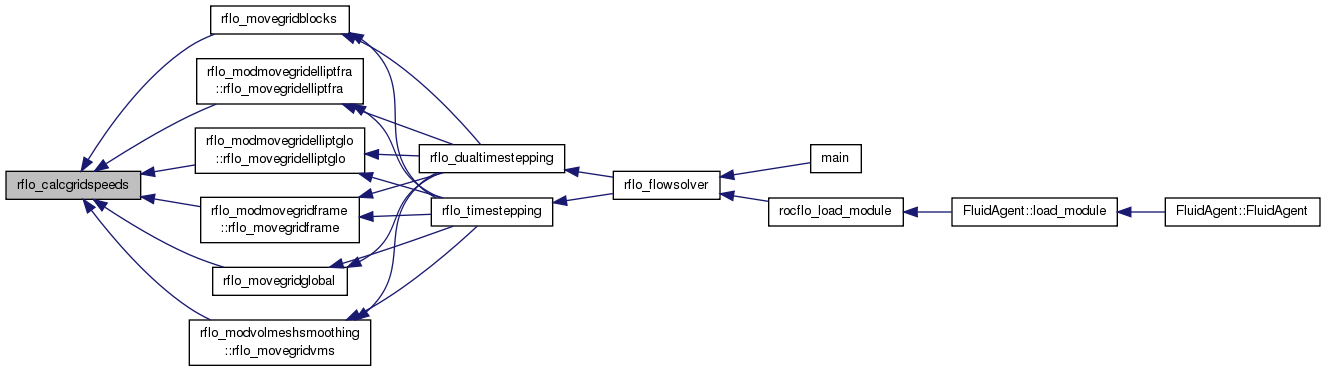 rflo_movegridblocks
rflo_modmovegridelliptfra
::rflo_movegridelliptfra
rflo_modmovegridelliptglo
::rflo_movegridelliptglo
rflo_calcgridspeeds
rflo_modmovegridframe
::rflo_movegridframe
rflo_movegridglobal
rflo_modvolmeshsmoothing
::rflo_movegridvms
rflo_dualtimestepping
rflo_timestepping
rflo_flowsolver
main
rocflo_load_module
FluidAgent::load_module
FluidAgent::FluidAgent